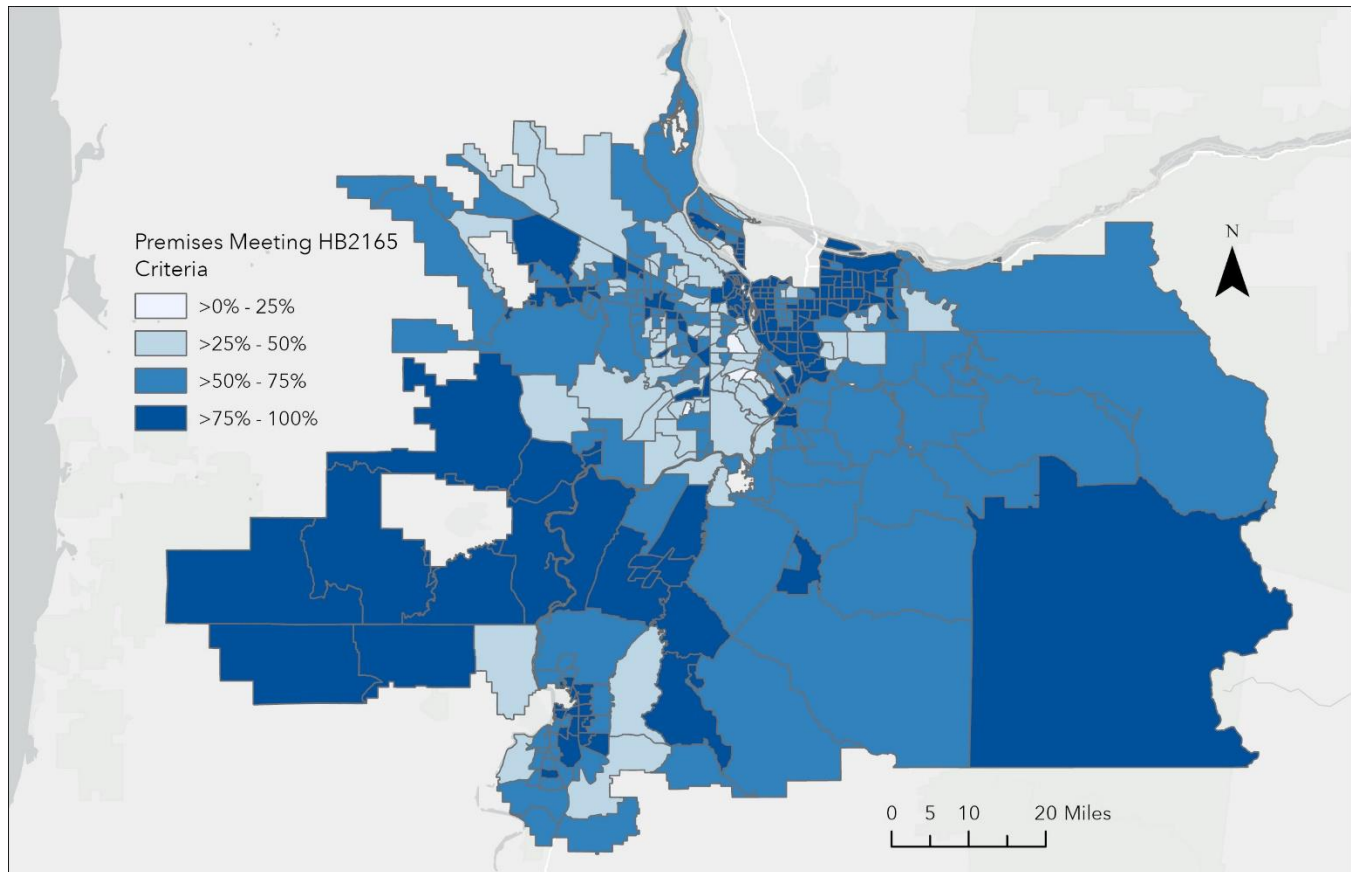 Premises Meeting HB2165
Criteria
>0% - 25%
>25% - 50%
>50% - 75%
>75% - 100%
N
0 5 10 20 Miles